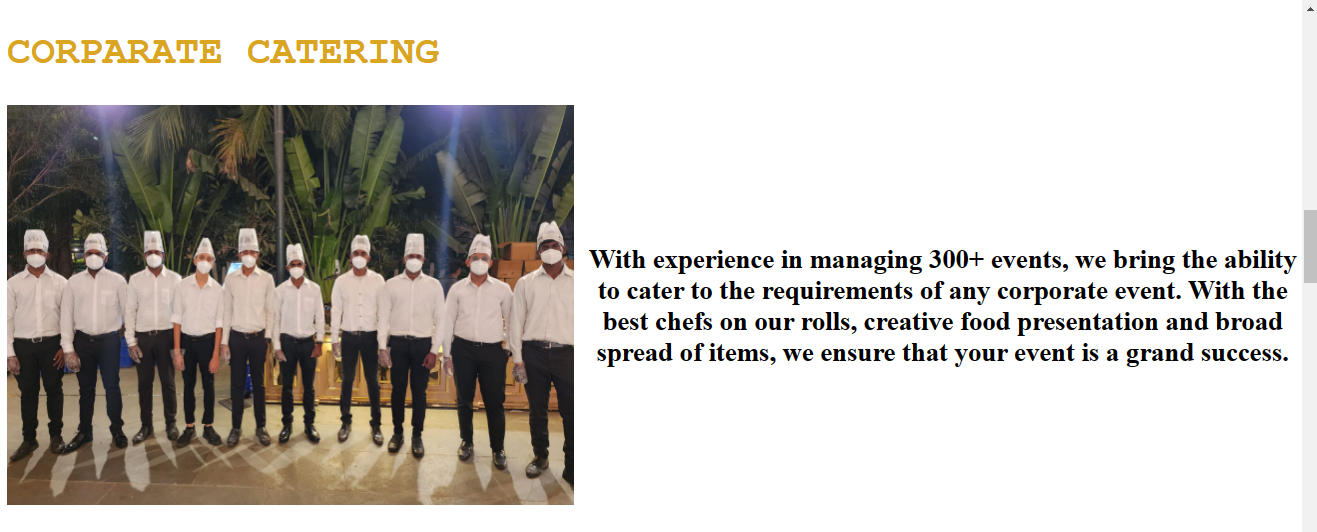 CORPARATE CATERING
With experience in managing 300+ events, we bring the ability
to cater to the requirements of any corporate event. With the
best chefs on our rolls, creative food presentation and broad
spread of items, we ensure that your event is a grand success.